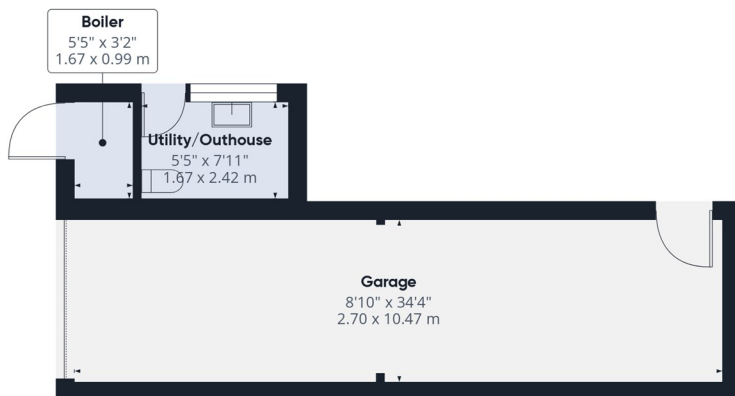 Boiler
5'5" x 3'2"
1.67 x 0.99 m
Utility/Outhouse
5'5" x 7'11"
1.67 x 2.42 m
Garage
8'10" x 34'4"
2.70 x 10.47 m